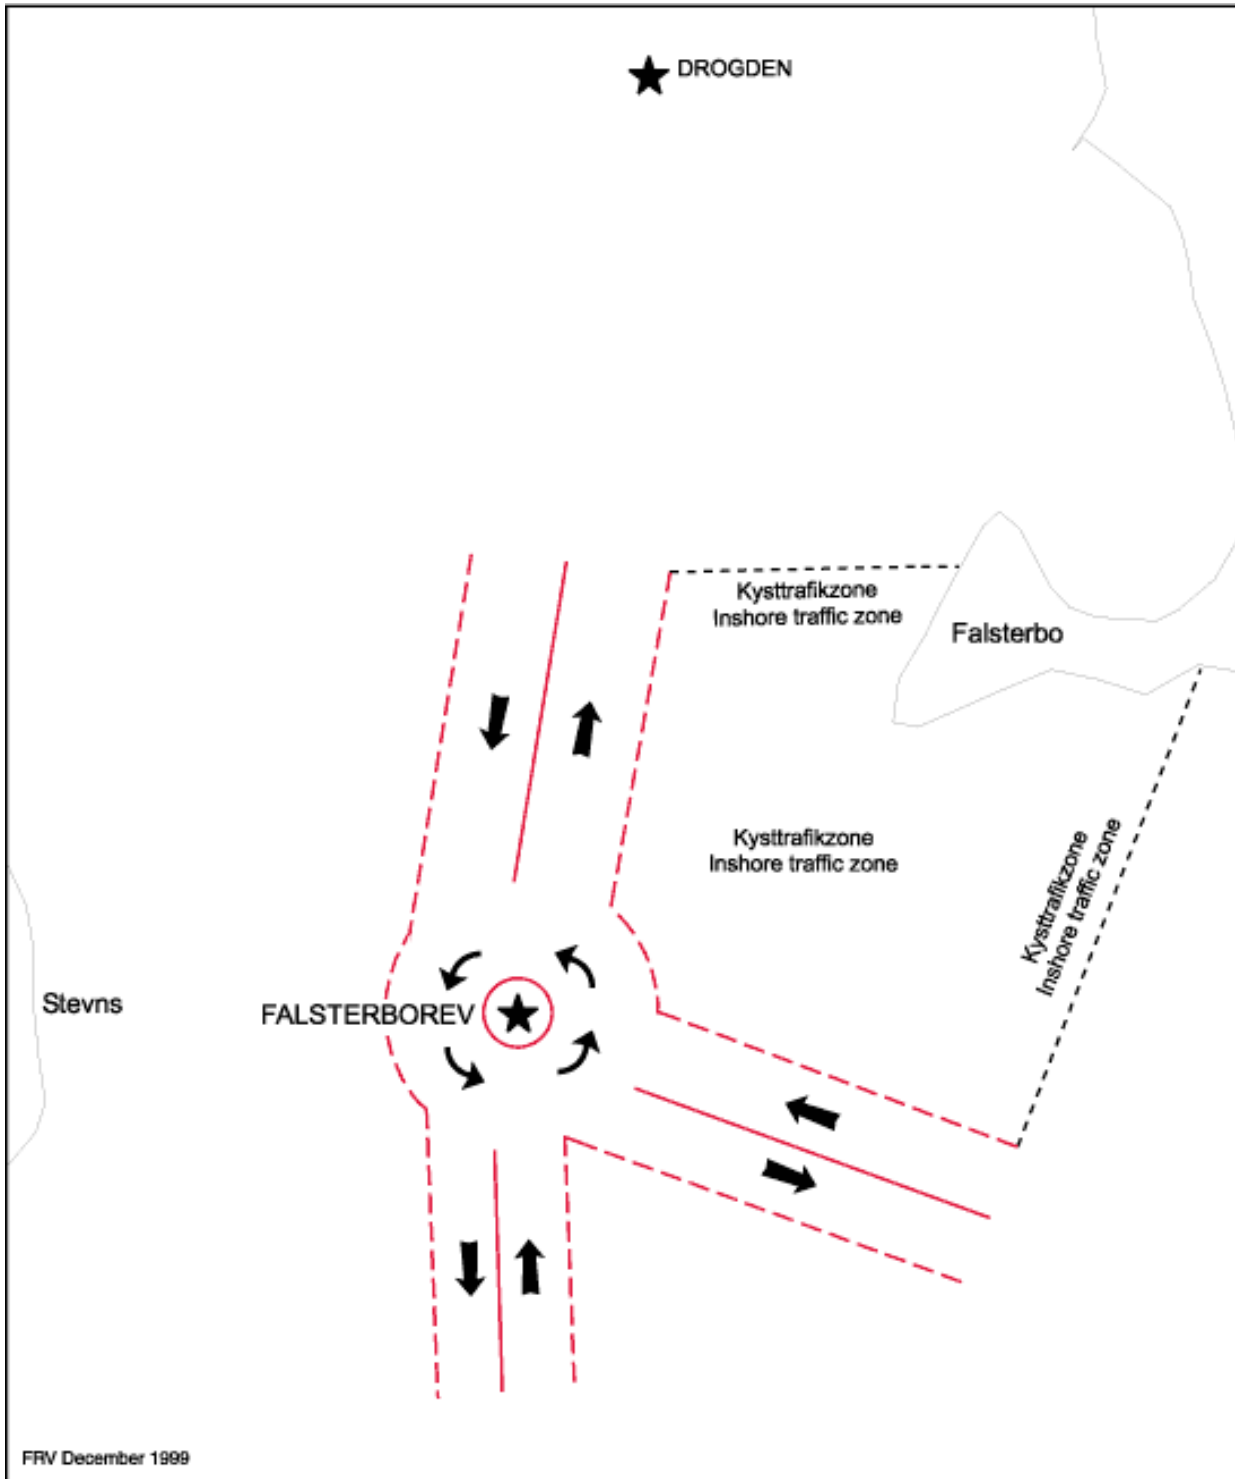 DROGDEN
Kysttrafikzone
Inshore traffic zone
Falsterbo
Kysttrafikzone
Inshore traffic zone
Kysttrafikzone
Inshore traffic zone
Stevns
FALSTERBOREV
FRV December 1999